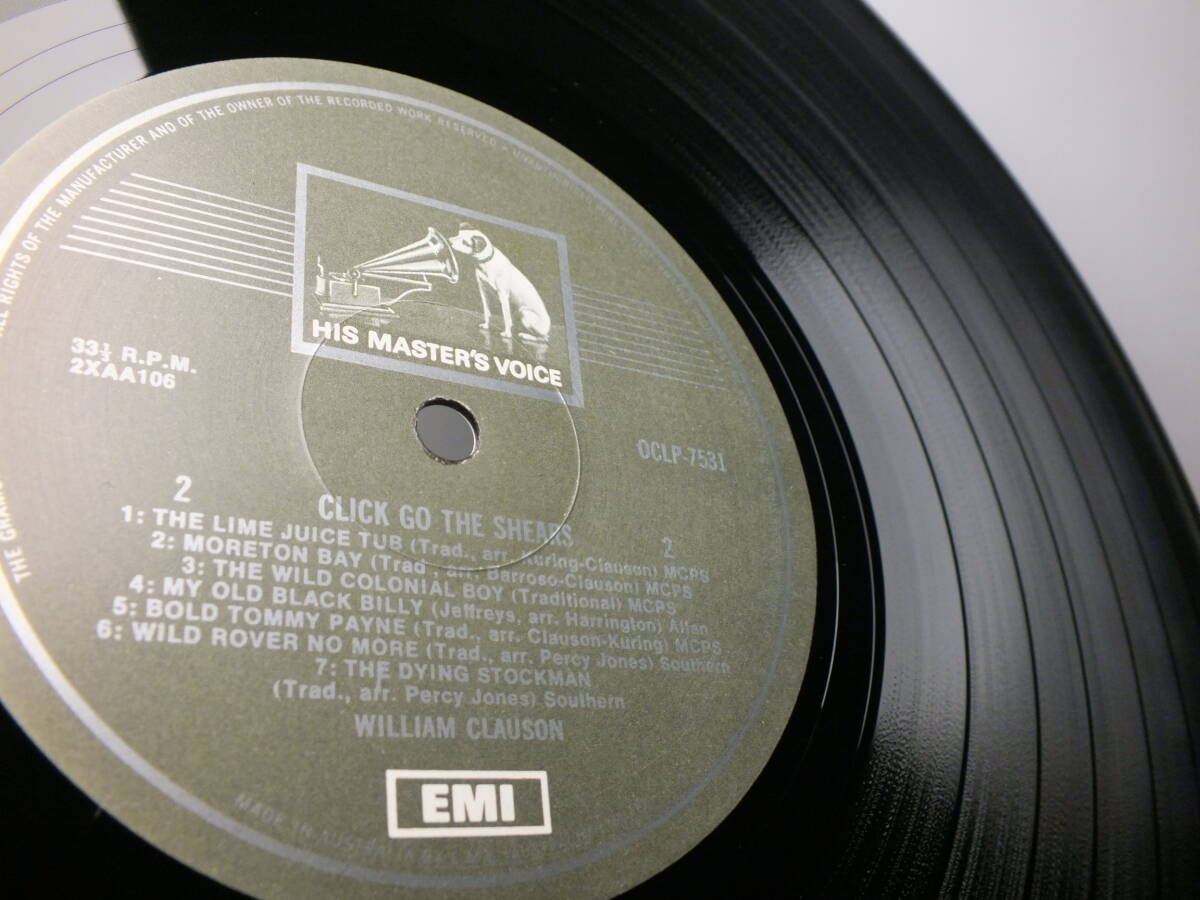 ALL RIGHTS OF THE MANUFACTURER AND OF THE OWNER OF THE RECORDED WORK RESERVED
HIS MASTER'S VOICE
33⅓ R.P.M.
2XAA106
OCLP-7531
2
CLICK GO THE SHEARS
2
1: THE LIME JUICE TUB (Trad., arr. Kuring-Clauson) MCPS
2: MORETON BAY (Trad., arr. Barroso-Clauson) MCPS
3: THE WILD COLONIAL BOY (Traditional) MCPS
4: MY OLD BLACK BILLY (Jeffreys, arr. Harrington) Allan
5: BOLD TOMMY PAYNE (Trad., arr. Clauson-Kuring) MCPS
6: WILD ROVER NO MORE (Trad., arr. Percy Jones) Southern
7: THE DYING STOCKMAN
(Trad., arr. Percy Jones) Southern
WILLIAM CLAUSON
EMI
MADE IN AUSTRALIA
THE